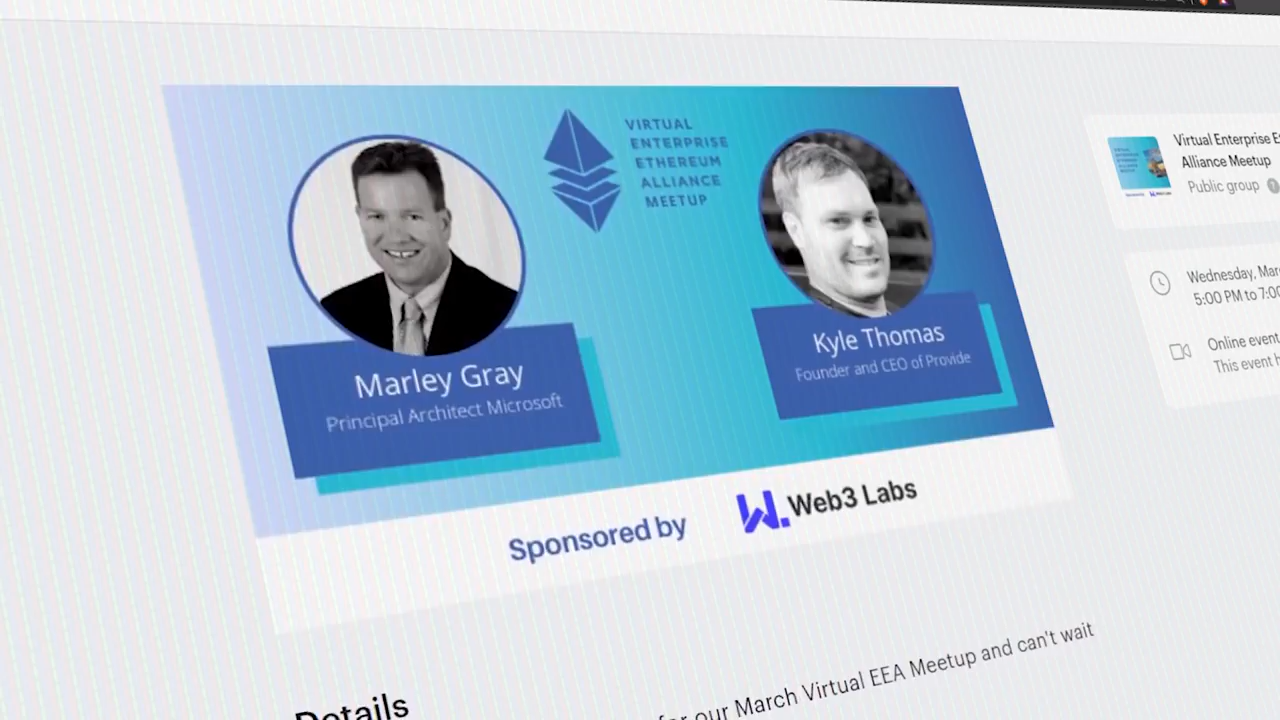 VIRTUAL
ENTERPRISE
ETHEREUM
ALLIANCE
MEETUP
Marley Gray
Principal Architect Microsoft
Kyle Thomas
Founder and CEO of Provide
Sponsored by
Web3 Labs
Virtual Enterprise
Alliance Meetup
Public group
Wednesday, Mar
5:00 PM to 7:00
Online event
This event
Details
for our March Virtual EEA Meetup and can't wait